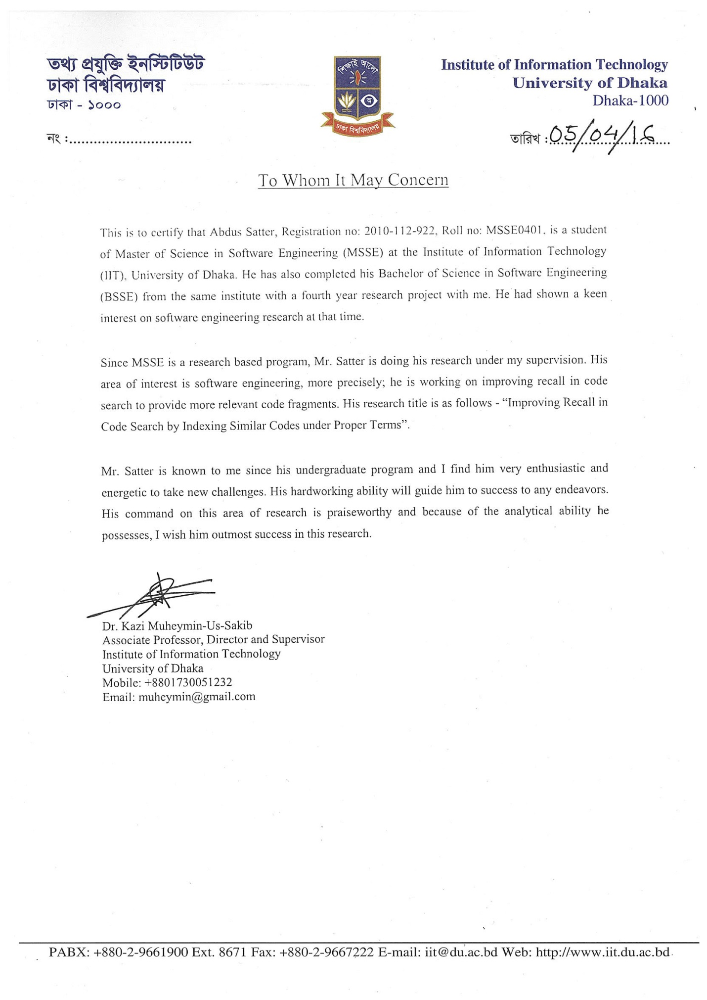 তথ্য প্রযুক্তি ইনস্টিটিউট
ঢাকা বিশ্ববিদ্যালয়
ঢাকা - ১০০০
নং :..............................
শিক্ষাই আলো
অ
ঢাকা বিশ্ববিদ্যালয়
Institute of Information Technology
University of Dhaka
Dhaka-1000
তারিখ : 05/04/16
To Whom It May Concern
This is to certify that Abdus Satter, Registration no: 2010-112-922, Roll no: MSSE0401, is a student
of Master of Science in Software Engineering (MSSE) at the Institute of Information Technology
(IIT), University of Dhaka. He has also completed his Bachelor of Science in Software Engineering
(BSSE) from the same institute with a fourth year research project with me. He had shown a keen
interest on software engineering research at that time.
Since MSSE is a research based program, Mr. Satter is doing his research under my supervision. His
area of interest is software engineering, more precisely; he is working on improving recall in code
search to provide more relevant code fragments. His research title is as follows - “Improving Recall in
Code Search by Indexing Similar Codes under Proper Terms”.
Mr. Satter is known to me since his undergraduate program and I find him very enthusiastic and
energetic to take new challenges. His hardworking ability will guide him to success to any endeavors.
His command on this area of research is praiseworthy and because of the analytical ability he
possesses, I wish him outmost success in this research.
Dr. Kazi Muheymin-Us-Sakib
Associate Professor, Director and Supervisor
Institute of Information Technology
University of Dhaka
Mobile: +8801730051232
Email: muheymin@gmail.com
PABX: +880-2-9661900 Ext. 8671 Fax: +880-2-9667222 E-mail: iit@du.ac.bd Web: http://www.iit.du.ac.bd